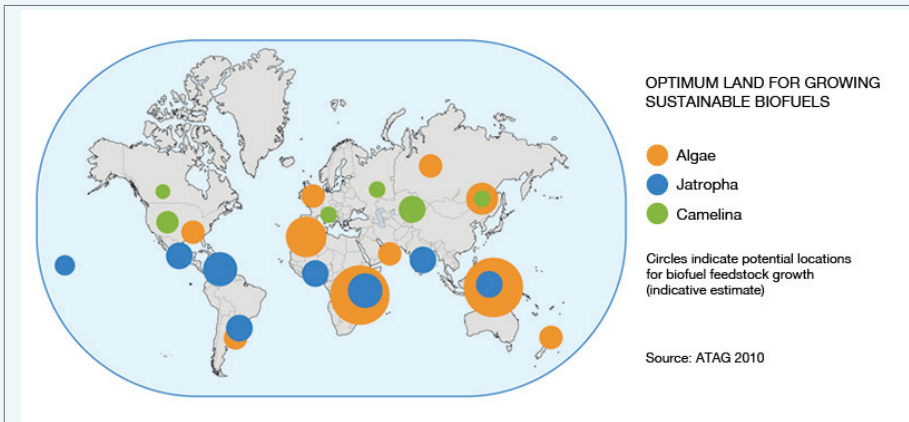 OPTIMUM LAND FOR GROWING
SUSTAINABLE BIOFUELS
Algae
Jatropha
Camelina
Circles indicate potential locations
for biofuel feedstock growth
(indicative estimate)
Source: ATAG 2010